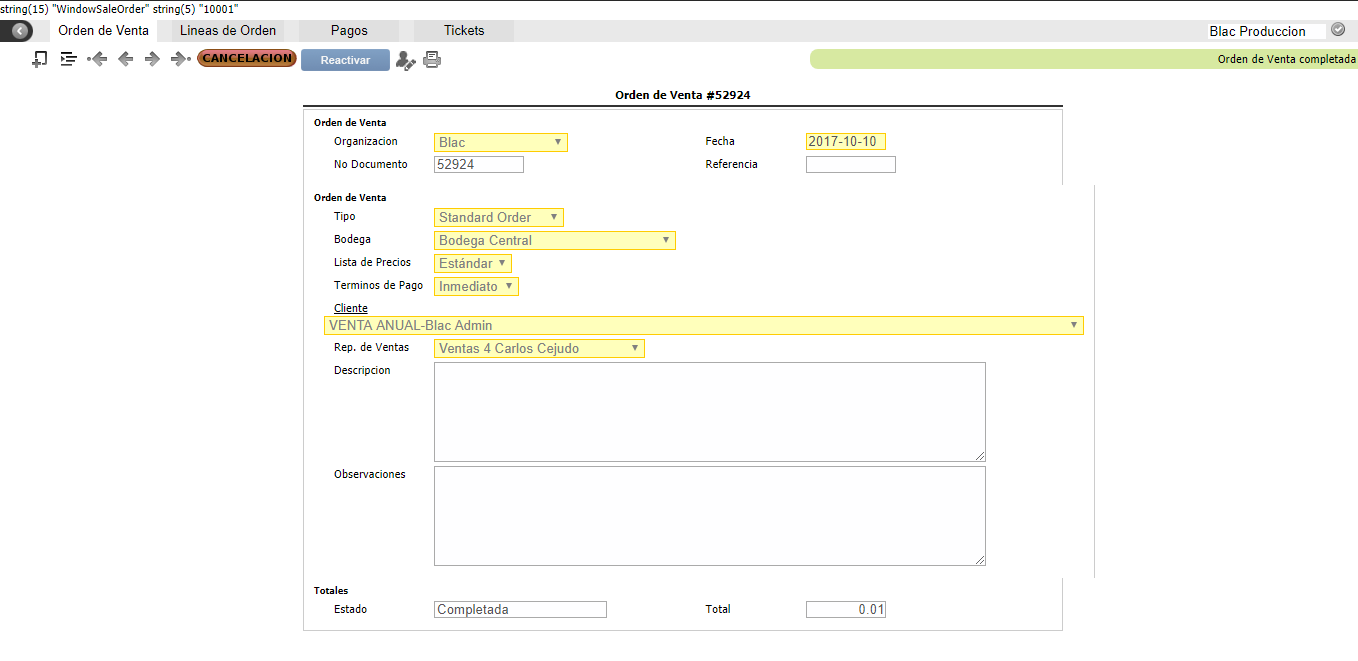 string(15) "WindowSaleOrder" string(5) "10001"
Orden de Venta Lineas de Orden Pagos Tickets Blac Produccion
CANCELACION Reactivar Orden de Venta completada
Orden de Venta #52924
Orden de Venta
Organizacion Blac Fecha 2017-10-10
No Documento 52924 Referencia
Orden de Venta
Tipo Standard Order
Bodega Bodega Central
Lista de Precios Estándar
Terminos de Pago Inmediato
Cliente
VENTA ANUAL-Blac Admin
Rep. de Ventas Ventas 4 Carlos Cejudo
Descripcion
Observaciones
Totales
Estado Completada Total 0.01